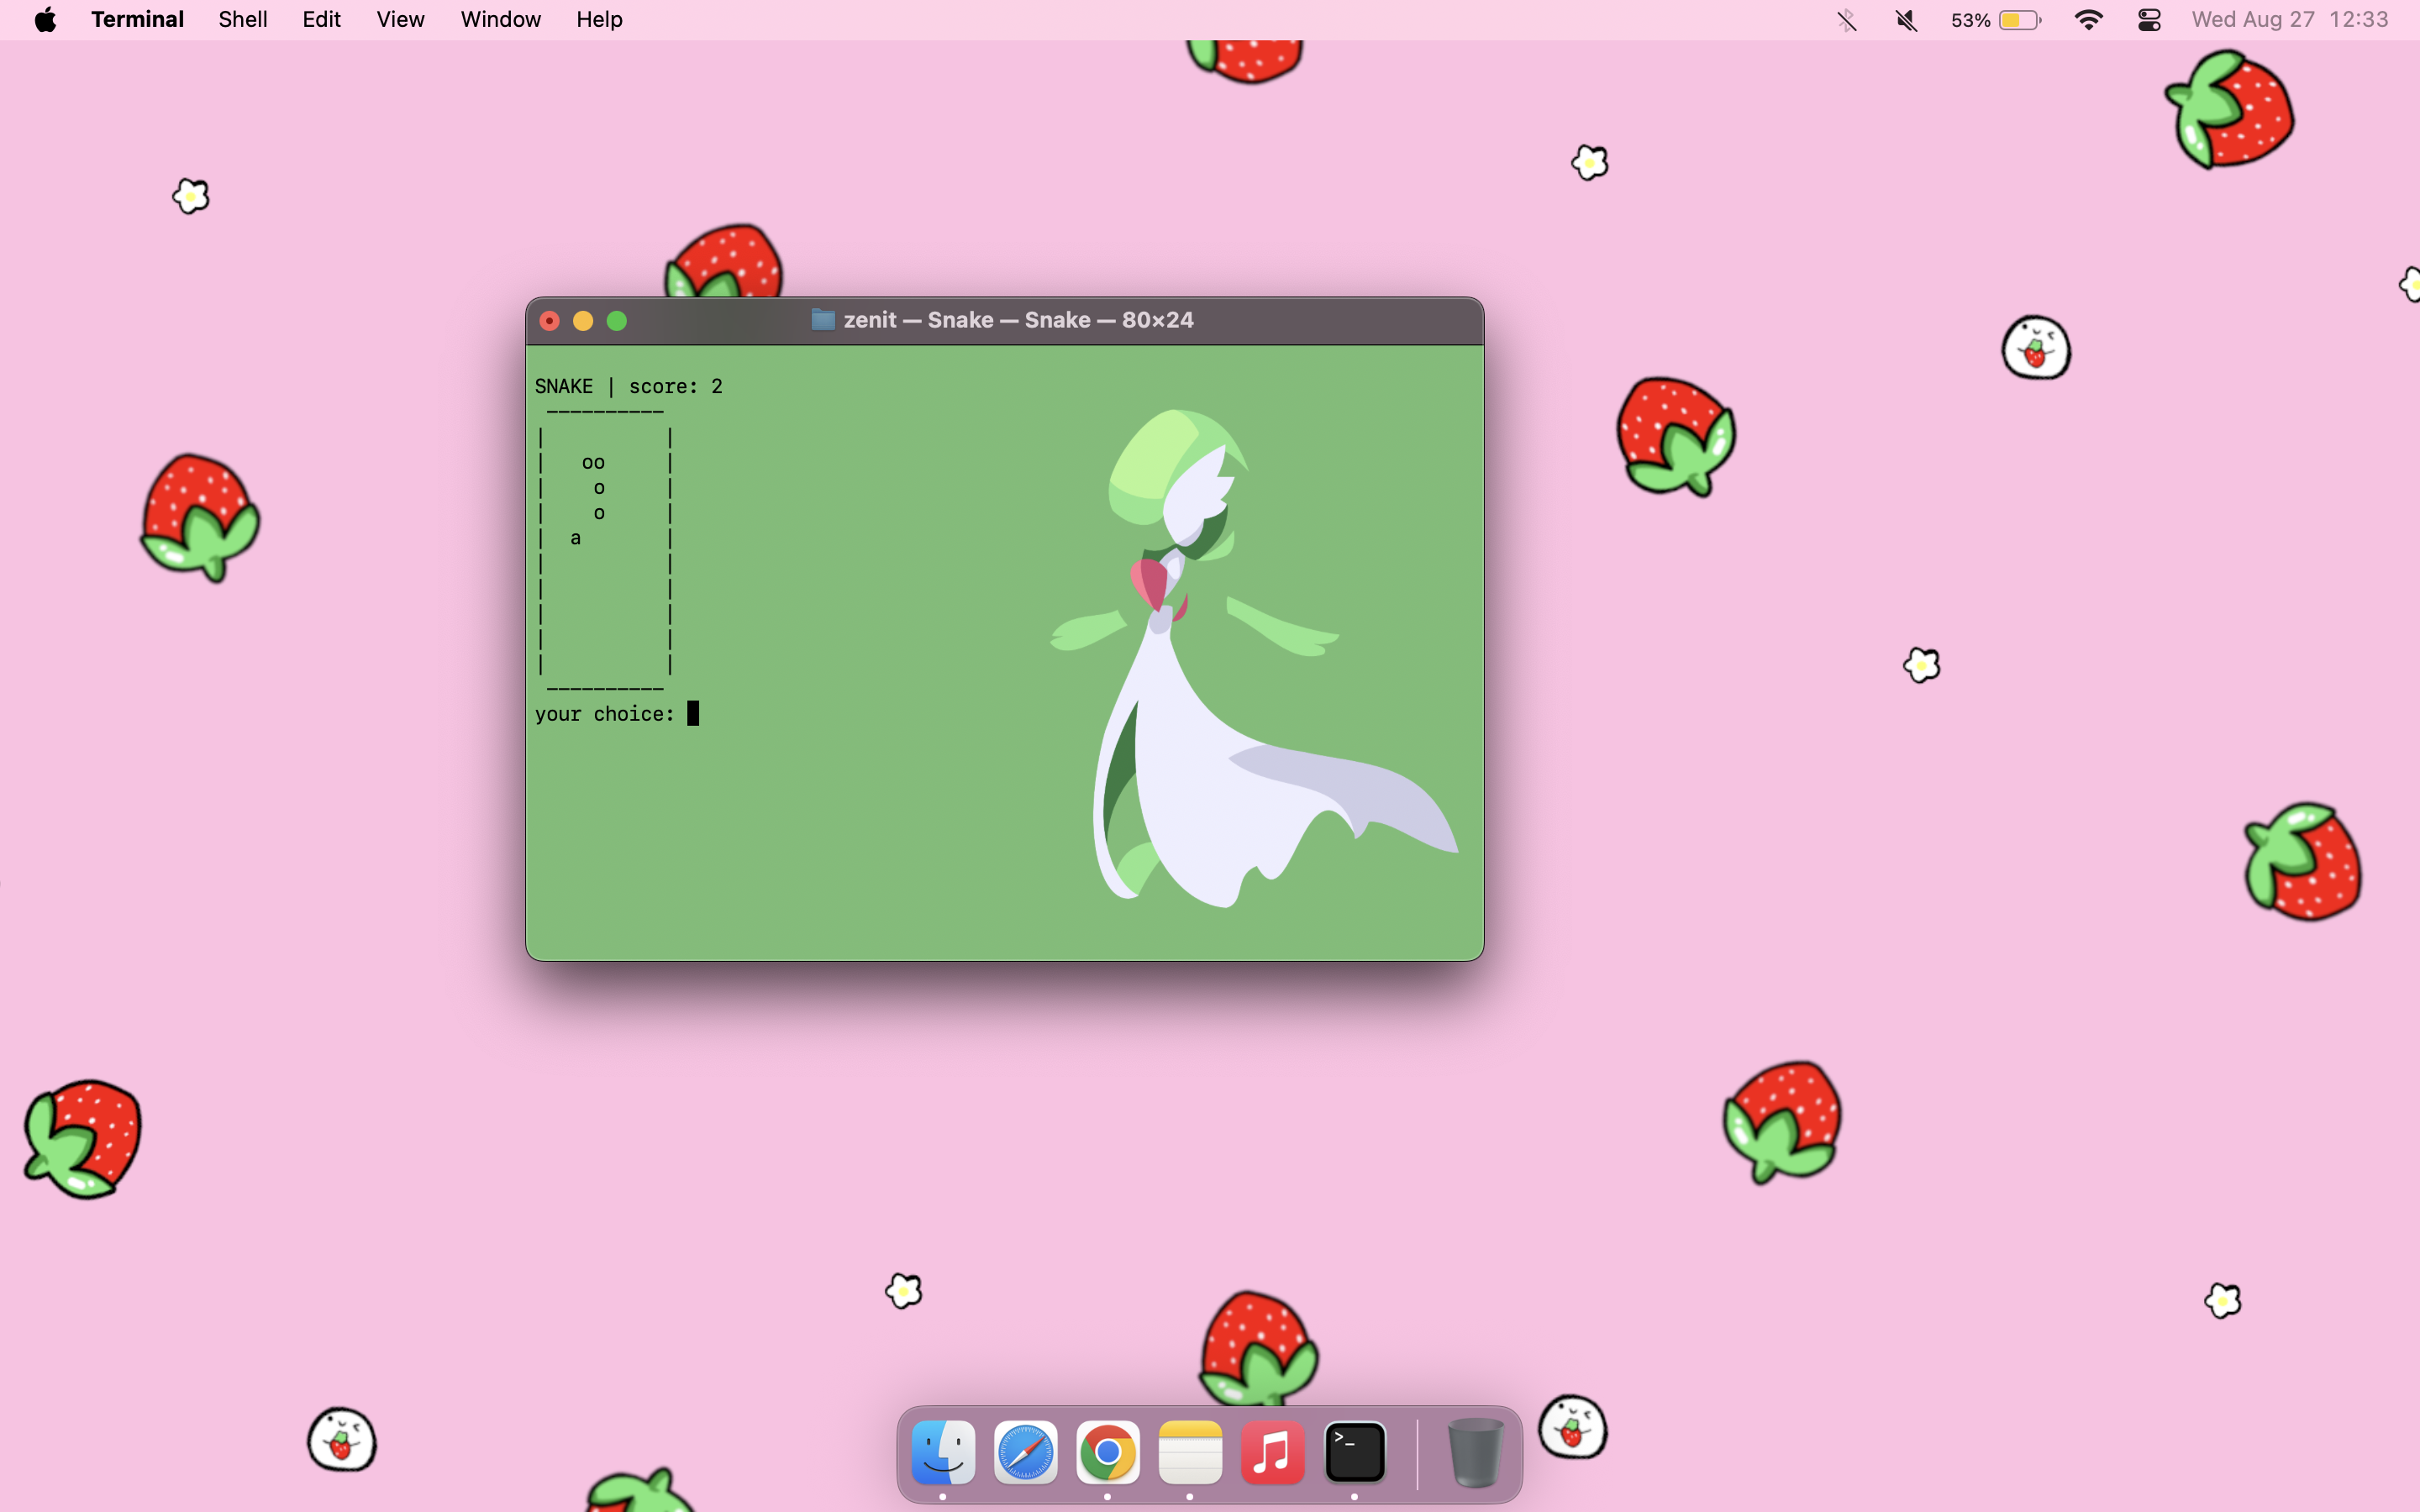 Terminal Shell Edit View Window Help 53% Wed Aug 27 12:33
zenit — Snake — Snake — 80×24
SNAKE | score: 2
 ----------
|          |
|   oo     |
|    o     |
|    o     |
|  a       |
|          |
|          |
|          |
|          |
|          |
 ----------
your choice:
>_